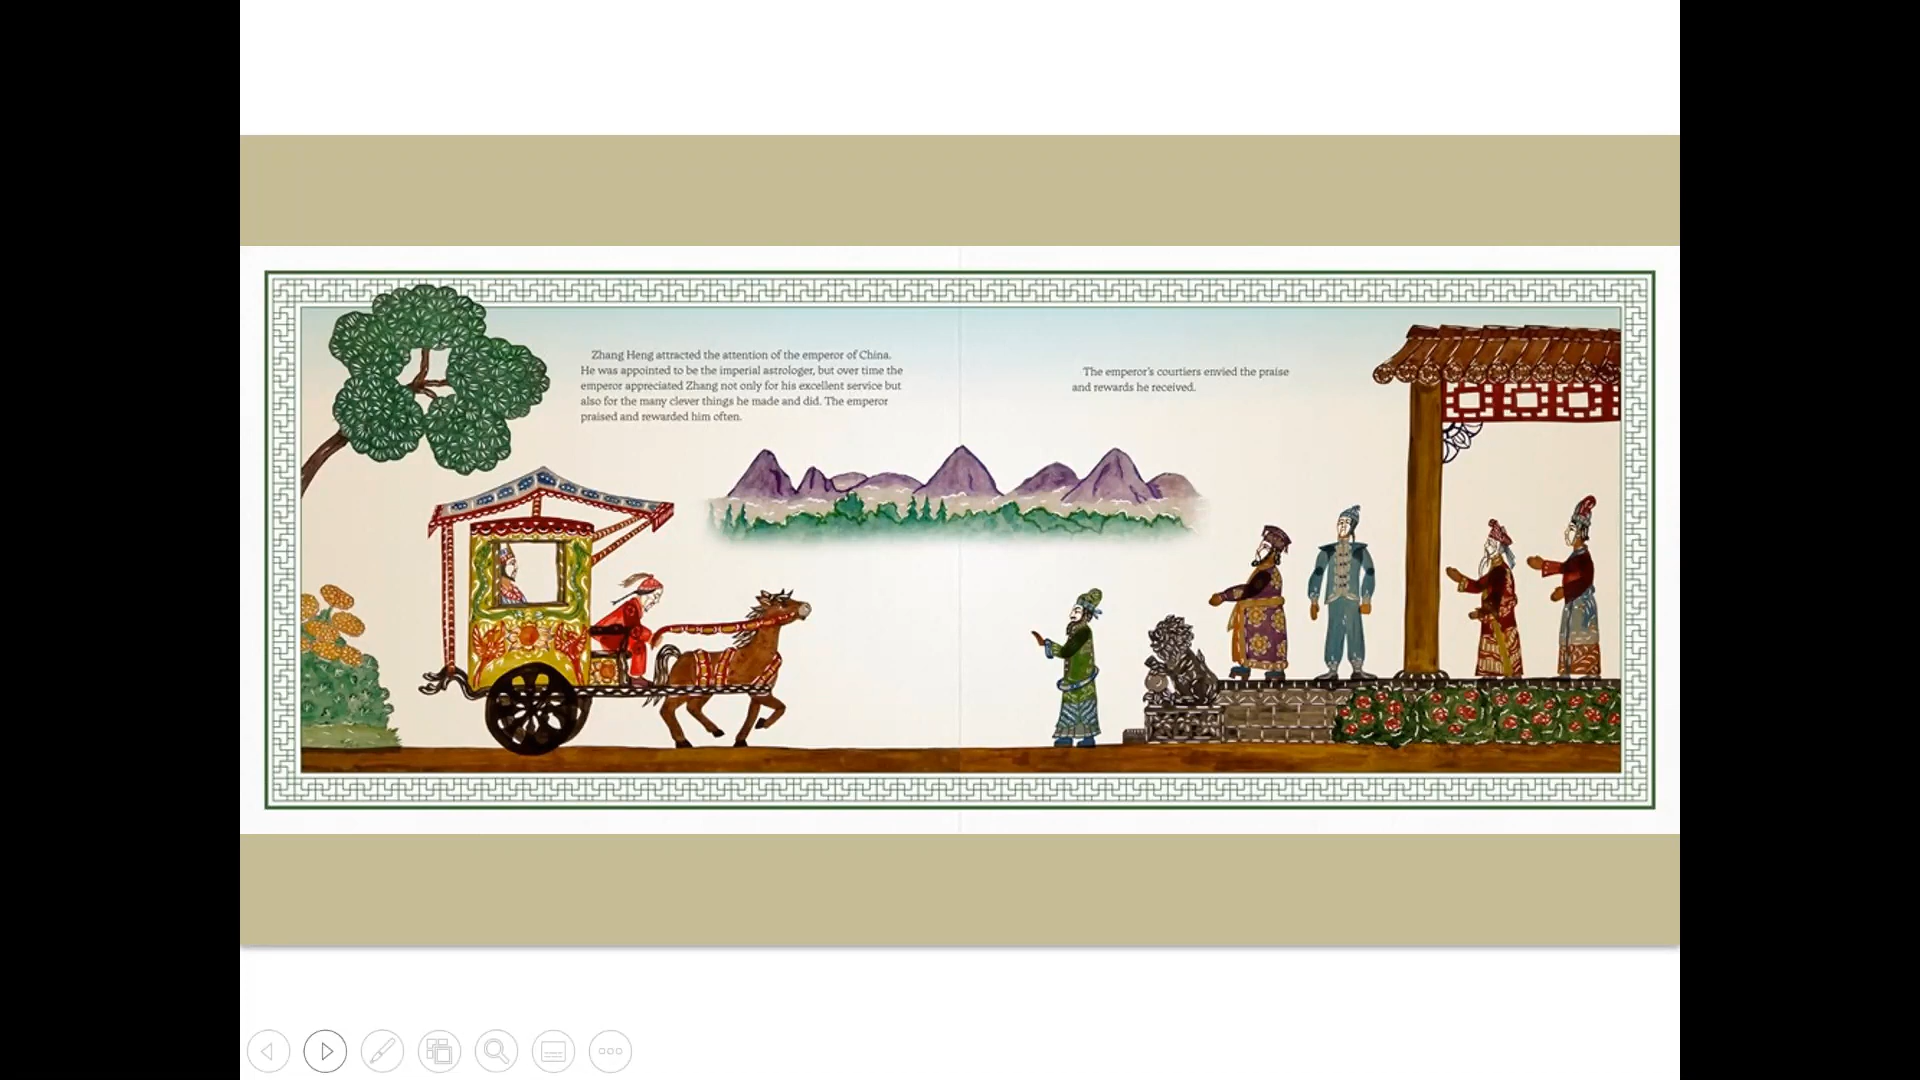 Zhang Heng attracted the attention of the emperor of China.
He was appointed to be the imperial astrologer, but over time the
emperor appreciated Zhang not only for his excellent service but
also for the many clever things he made and did. The emperor
praised and rewarded him often.
The emperor's courtiers envied the praise
and rewards he received.